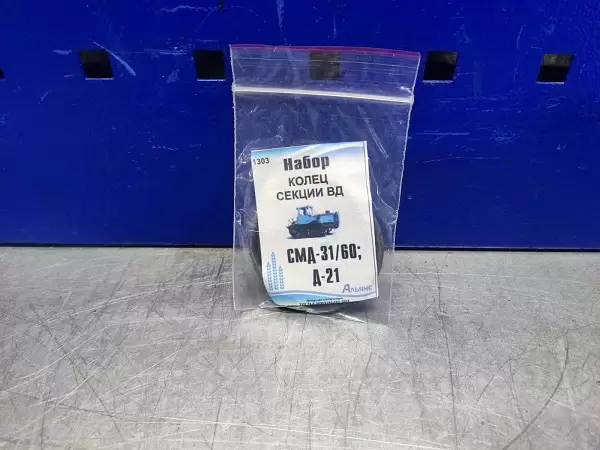 1303
Набор
КОЛЕЦ
СЕКЦИИ ВД
СМД-31/60;
Д-21
Альянс